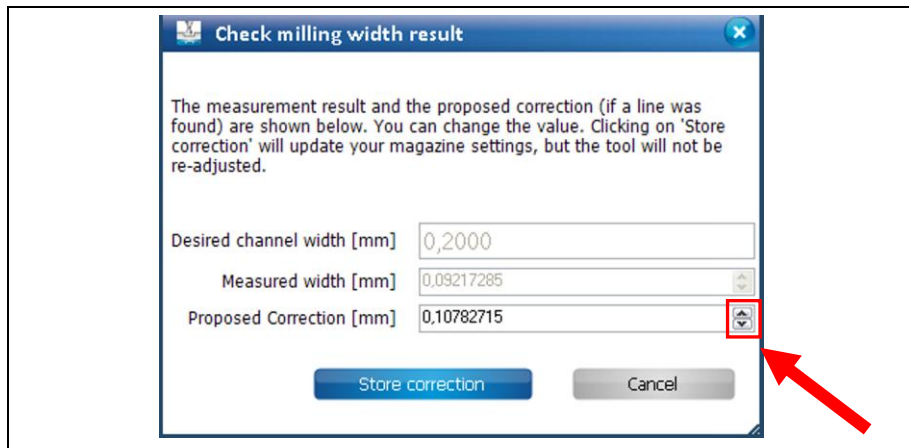 Check milling width result
The measurement result and the proposed correction (if a line was
found) are shown below. You can change the value. Clicking on 'Store
correction' will update your magazine settings, but the tool will not be
re-adjusted.
Desired channel width [mm] 0,2000
Measured width [mm] 0,09217285
Proposed Correction [mm] 0,10782715
Store correction Cancel